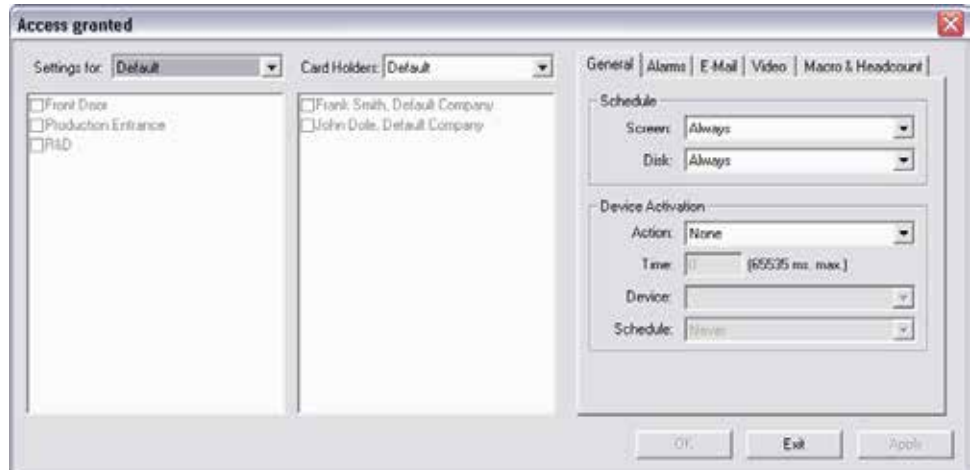 Access granted
Settings for: Default
Card Holders: Default
General Alarms E-Mail Video Macro & Headcount
Front Door
Production Entrance
R&D
Frank Smith, Default Company
John Dole, Default Company
Schedule
Screen: Always
Disk: Always
Device Activation
Action: None
Time: 0 (65535 ms. max.)
Device:
Schedule: Never
OK Exit Apply